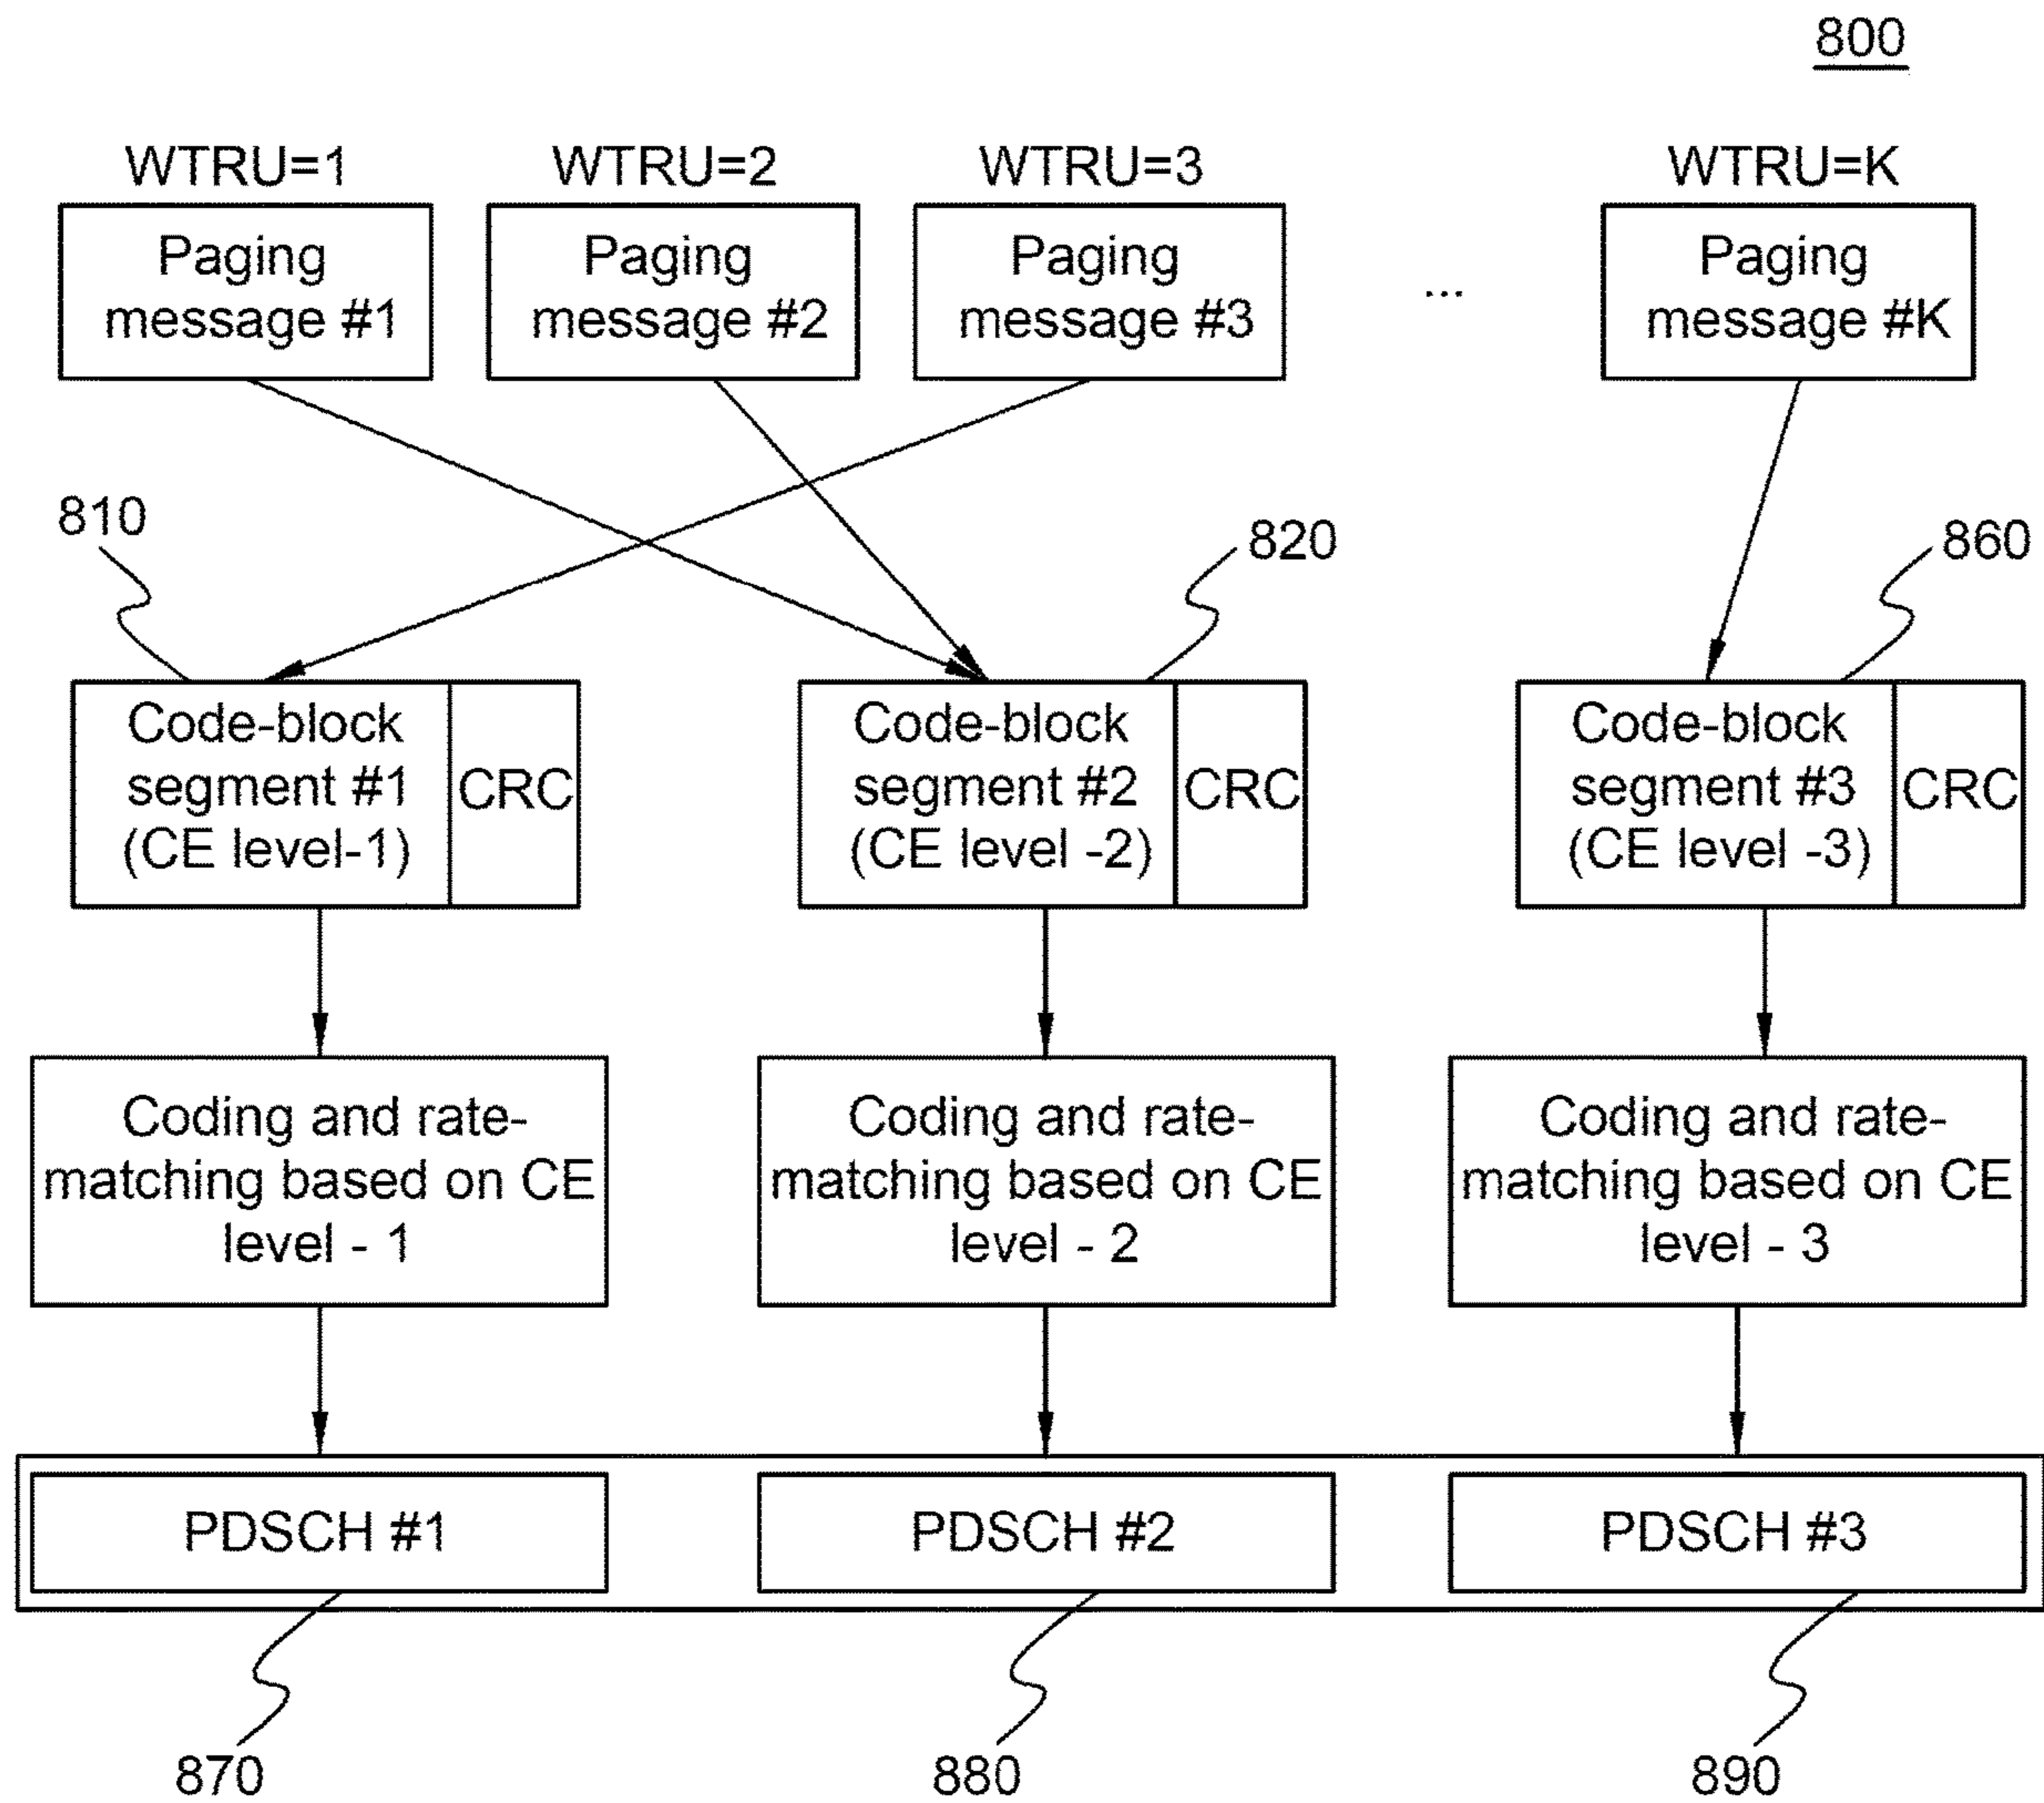 800
WTRU=1 WTRU=2 WTRU=3 WTRU=K
Paging
message #1
Paging
message #2
Paging
message #3
...
Paging
message #K
810
820
860
Code-block
segment #1
(CE level-1)
CRC
Code-block
segment #2
(CE level -2)
CRC
Code-block
segment #3
(CE level -3)
CRC
Coding and rate-
matching based on CE
level - 1
Coding and rate-
matching based on CE
level - 2
Coding and rate-
matching based on CE
level - 3
PDSCH #1
PDSCH #2
PDSCH #3
870
880
890